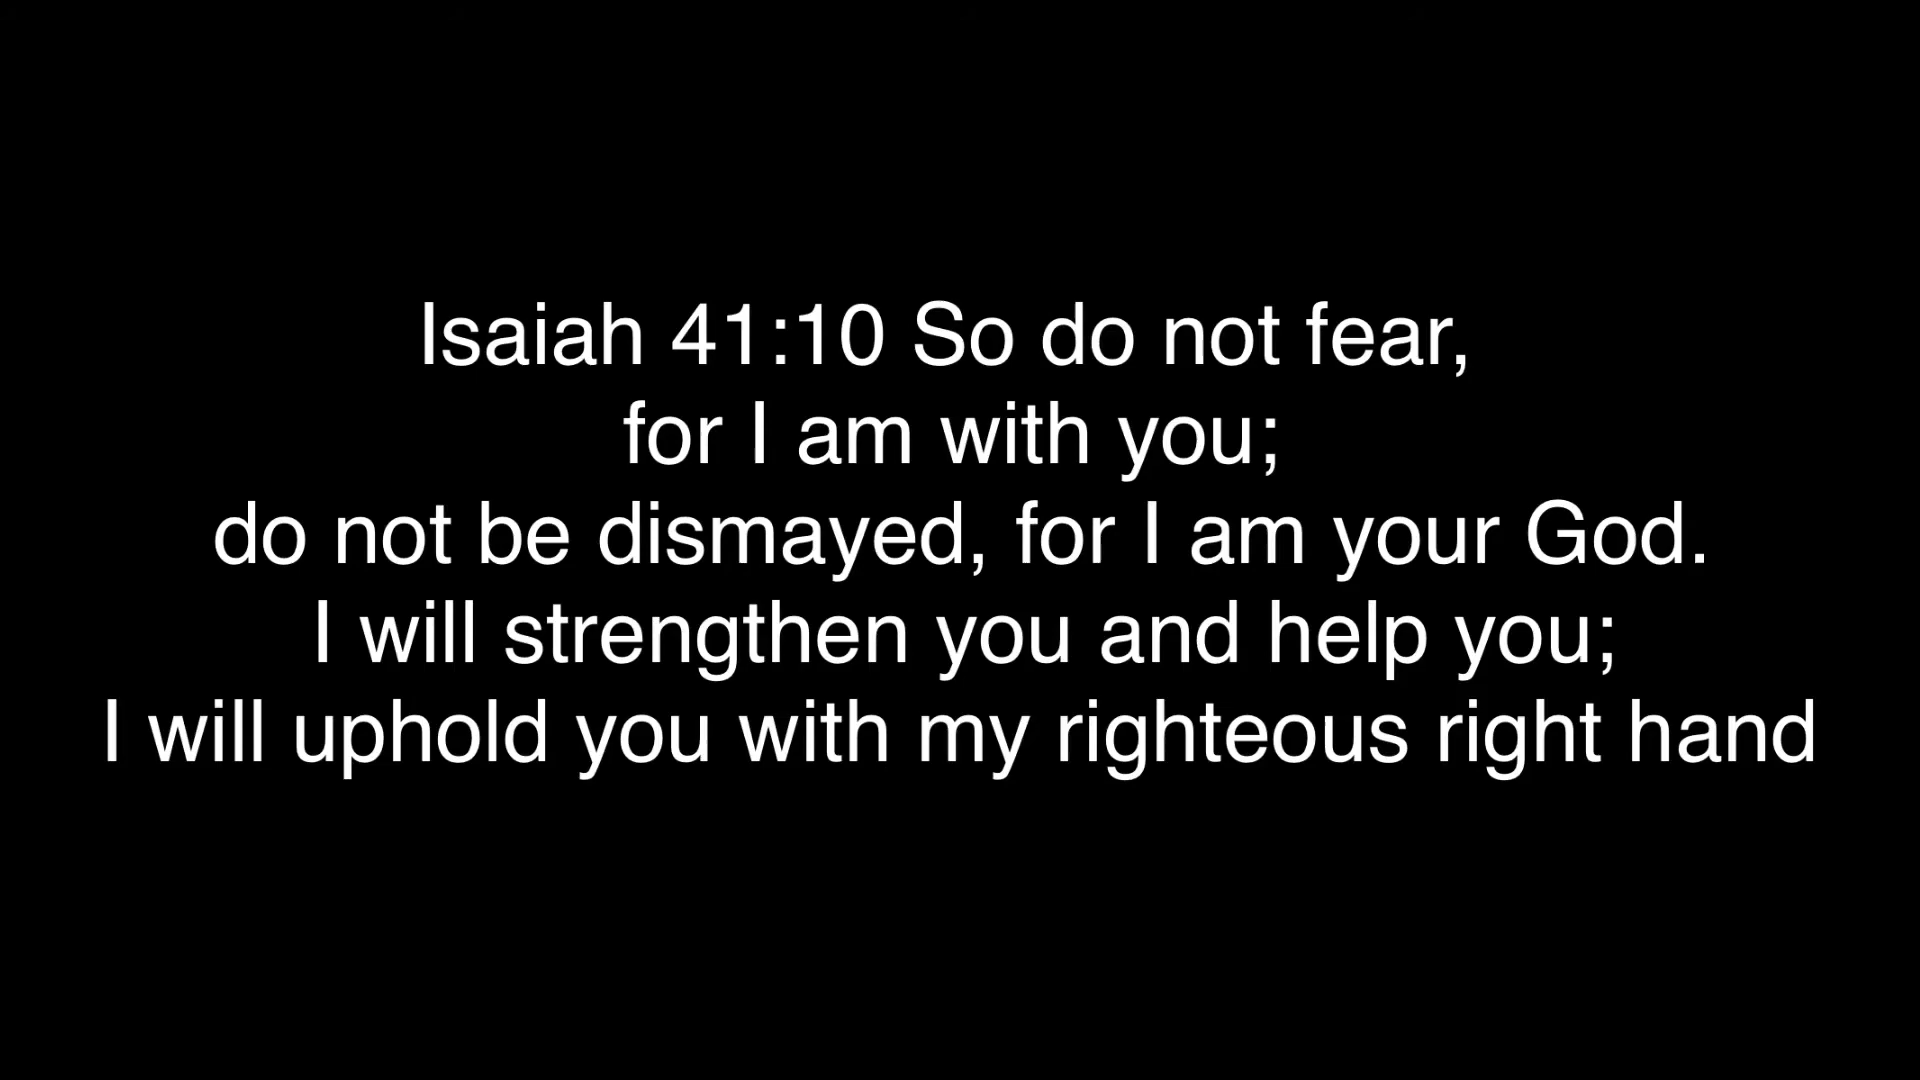 Isaiah 41:10 So do not fear,
for I am with you;
do not be dismayed, for I am your God.
I will strengthen you and help you;
I will uphold you with my righteous right hand